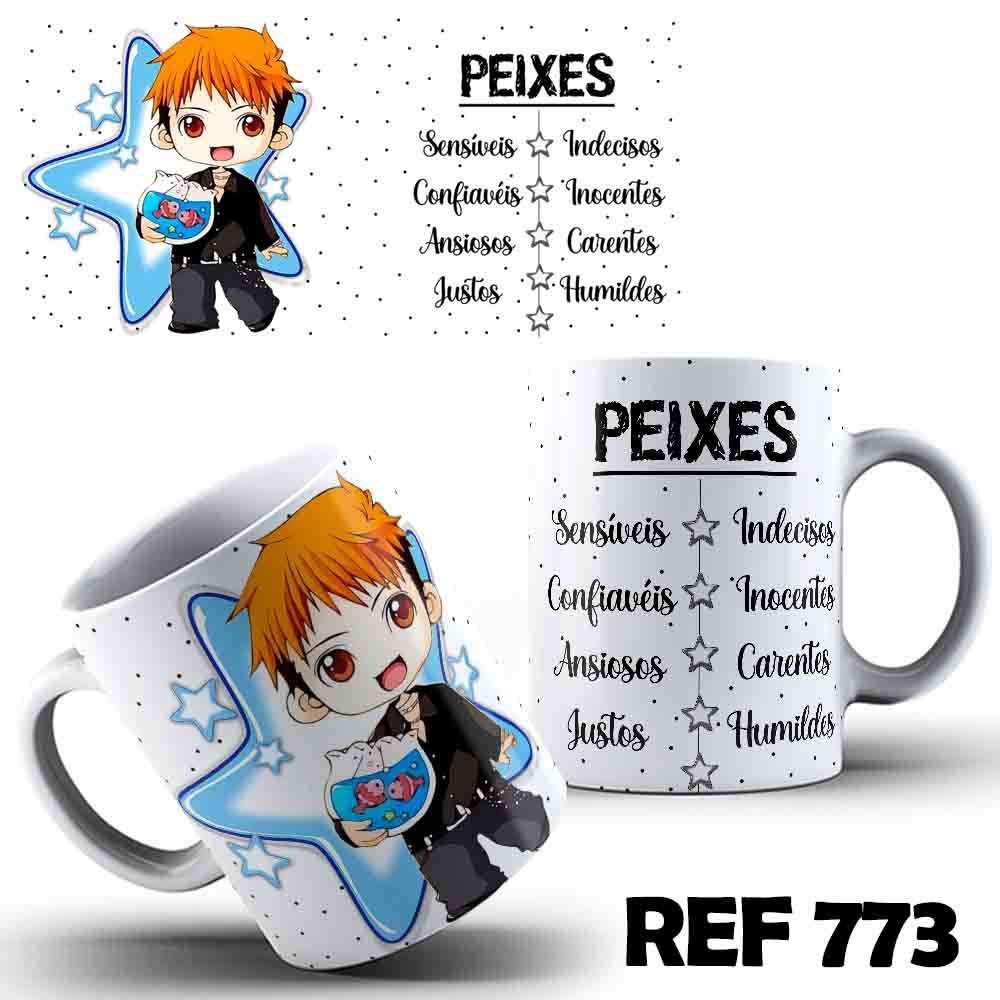 PEIXES
Sensíveis Indecisos
Confiavéis Inocentes
Ansiosos Carentes
Justos Humildes
PEIXES
Sensíveis Indecisos
Confiavéis Inocentes
Ansiosos Carentes
Justos Humildes
REF 773